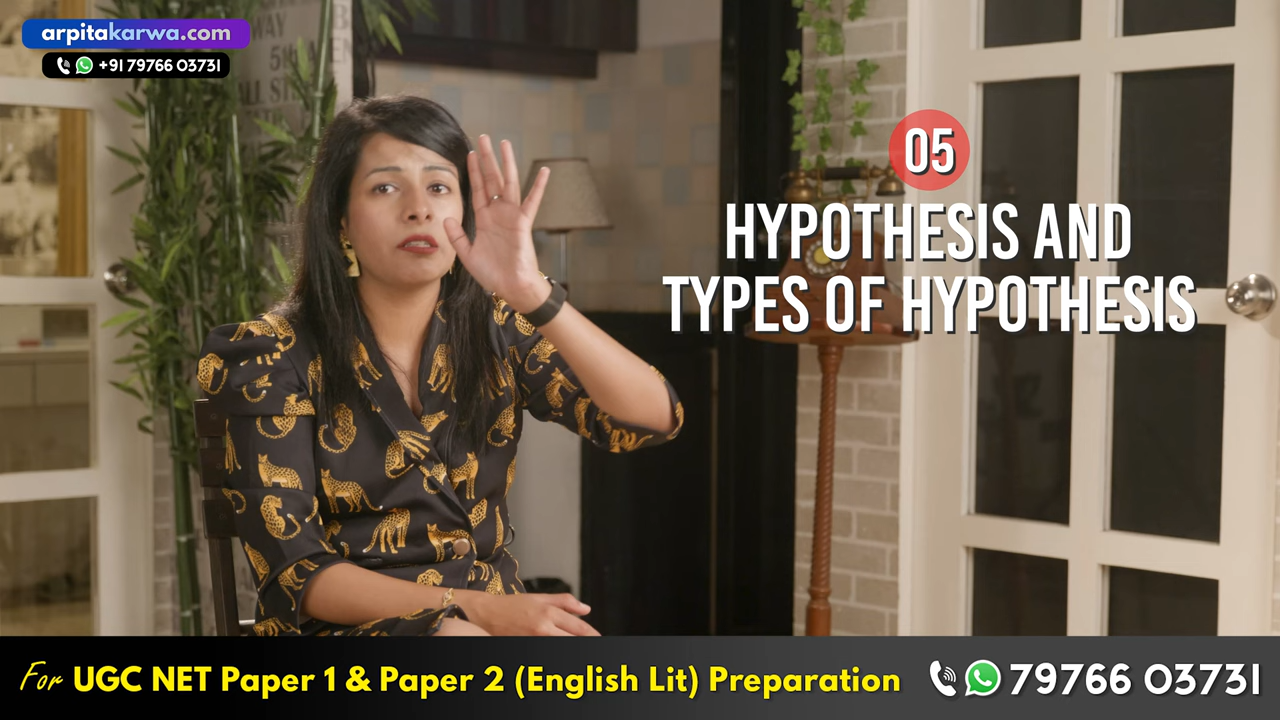 arpitakarwa.com
+91 79766 03731
05
HYPOTHESIS AND
TYPES OF HYPOTHESIS
For UGC NET Paper 1 & Paper 2 (English Lit) Preparation
79766 03731